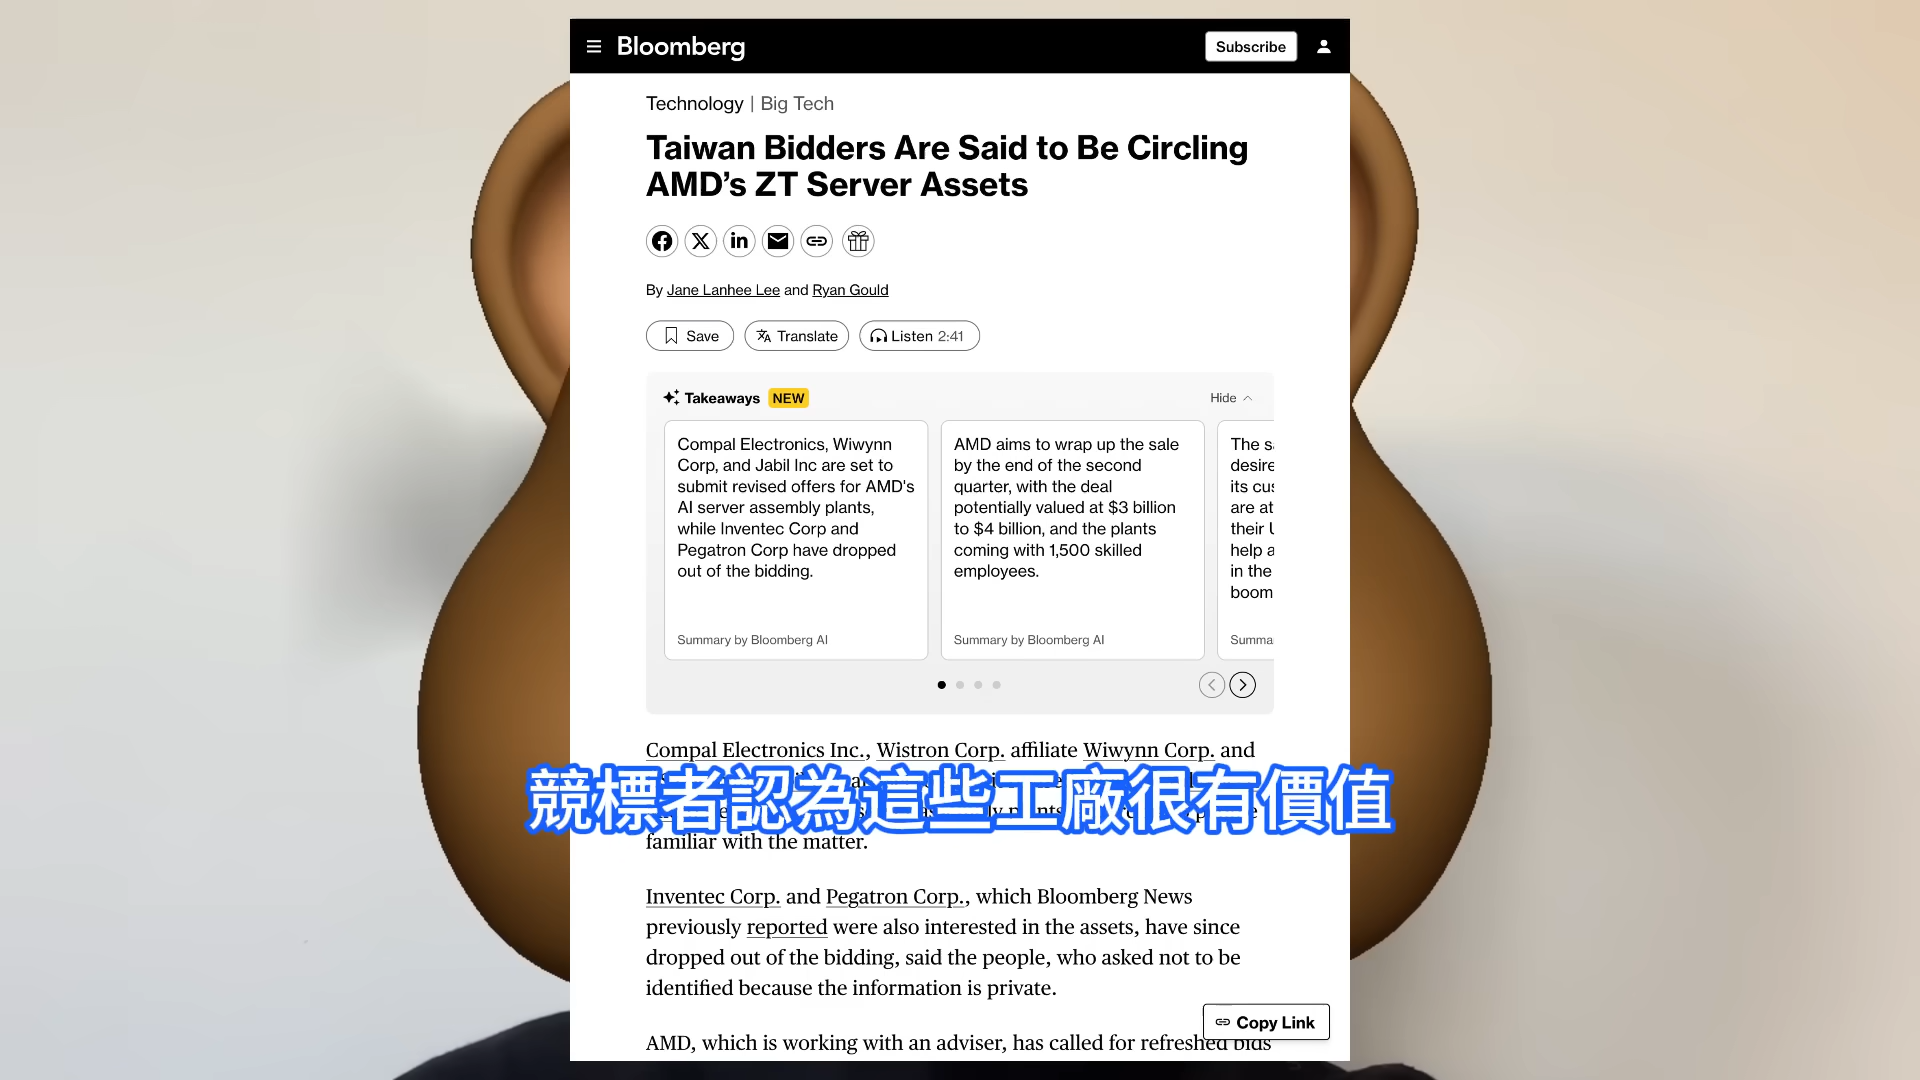 Bloomberg
Subscribe
Technology | Big Tech
Taiwan Bidders Are Said to Be Circling
AMD’s ZT Server Assets
By Jane Lanhee Lee and Ryan Gould
Save
Translate
Listen 2:41
Takeaways NEW
Hide
Compal Electronics, Wiwynn
Corp, and Jabil Inc are set to
submit revised offers for AMD's
AI server assembly plants,
while Inventec Corp and
Pegatron Corp have dropped
out of the bidding.
Summary by Bloomberg AI
AMD aims to wrap up the sale
by the end of the second
quarter, with the deal
potentially valued at $3 billion
to $4 billion, and the plants
coming with 1,500 skilled
employees.
Summary by Bloomberg AI
The
its
are at
their
help
in the
boom
Compal Electronics Inc., Wistron Corp. affiliate Wiwynn Corp. and
競標者認為這些工廠很有價值
familiar with the matter.
Inventec Corp. and Pegatron Corp., which Bloomberg News
previously reported were also interested in the assets, have since
dropped out of the bidding, said the people, who asked not to be
identified because the information is private.
Copy Link
AMD, which is working with an adviser, has called for refreshed bids